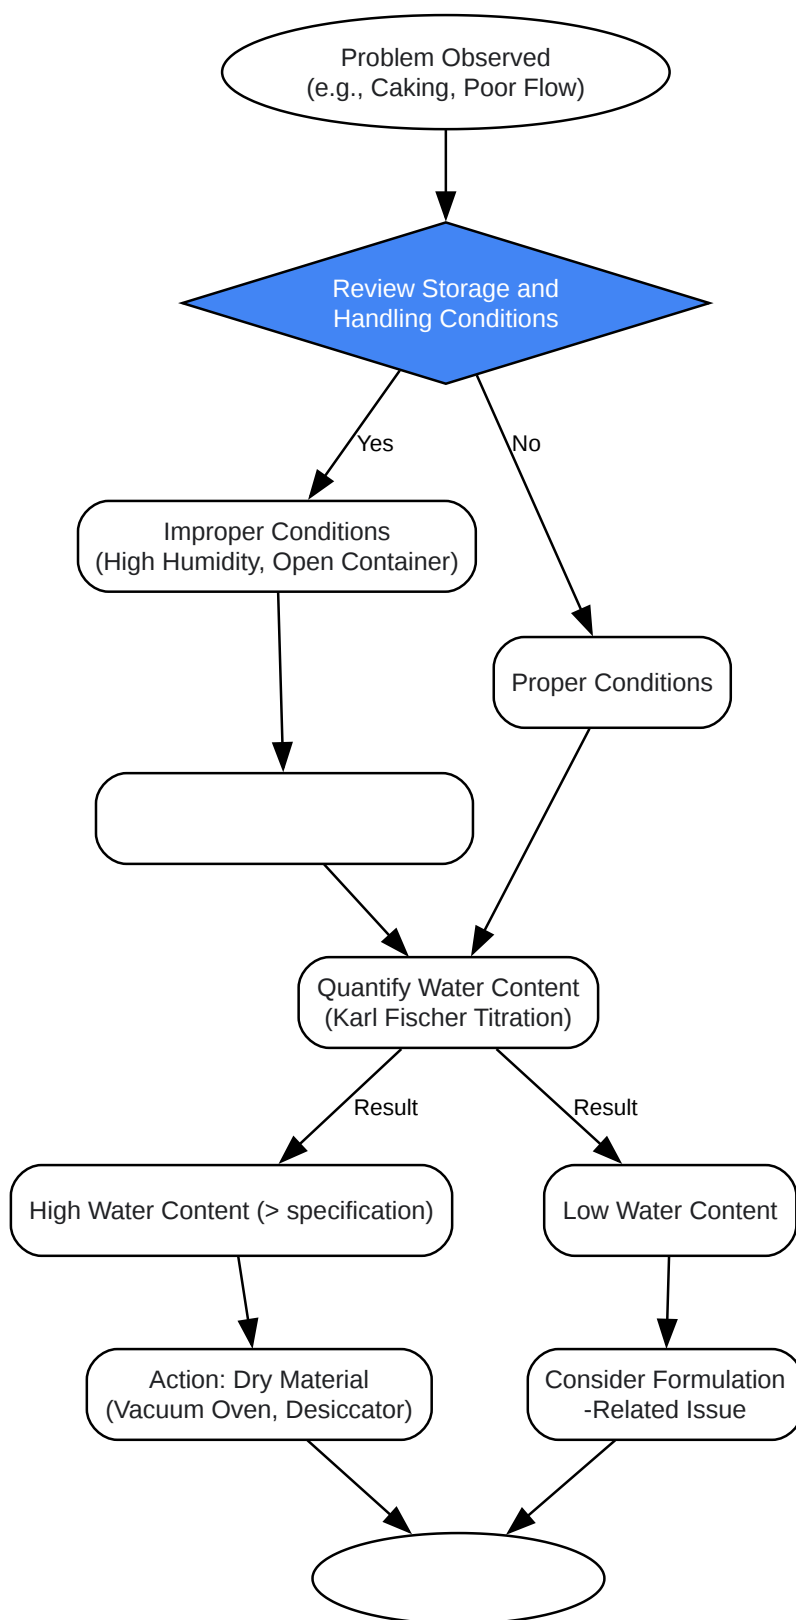 Problem Observed
(e.g., Caking, Poor Flow)
Review Storage and
Handling Conditions
Yes
No
Improper Conditions
(High Humidity, Open Container)
Proper Conditions
Quantify Water Content
(Karl Fischer Titration)
Result
Result
High Water Content (> specification)
Low Water Content
Action: Dry Material
(Vacuum Oven, Desiccator)
Consider Formulation
-Related Issue